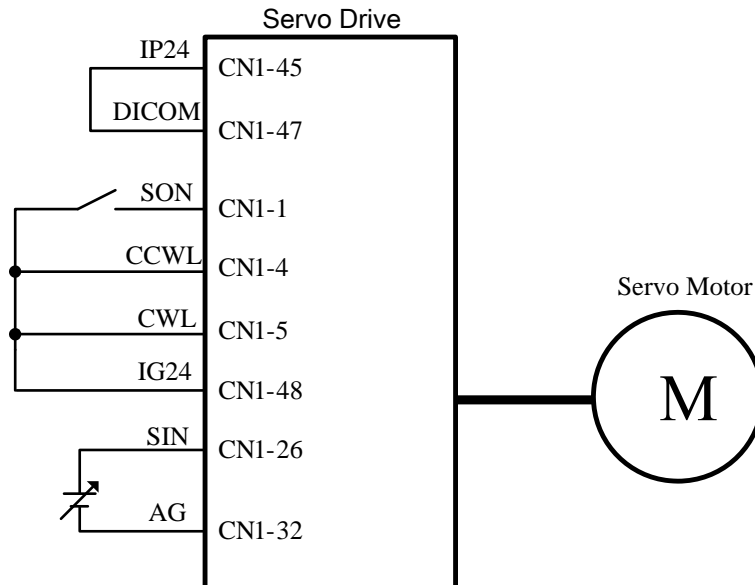 Servo Drive
IP24 CN1-45
DICOM CN1-47
SON CN1-1
CCWL CN1-4
CWL CN1-5
Servo Motor
IG24 CN1-48
M
SIN CN1-26
AG CN1-32